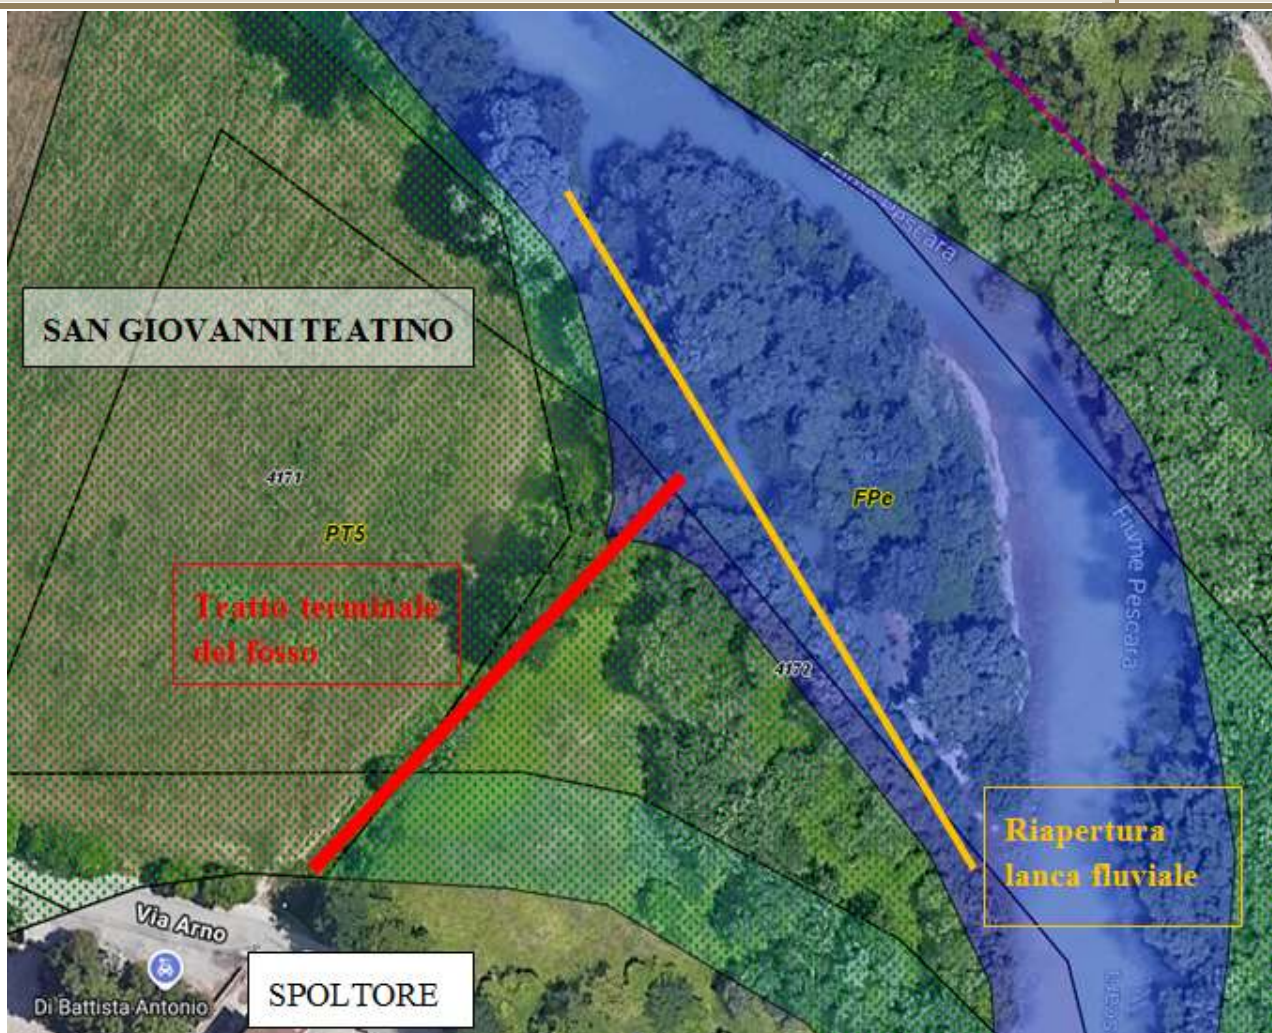 Fiume Pescara
SAN GIOVANNI TEATINO
4171
PT5
FPe
Fiume Pescara
Tratto terminale
del fosso
4172
Riapertura
lanca fluviale
Via Arno
SPOLTORE
Di Battista Antonio